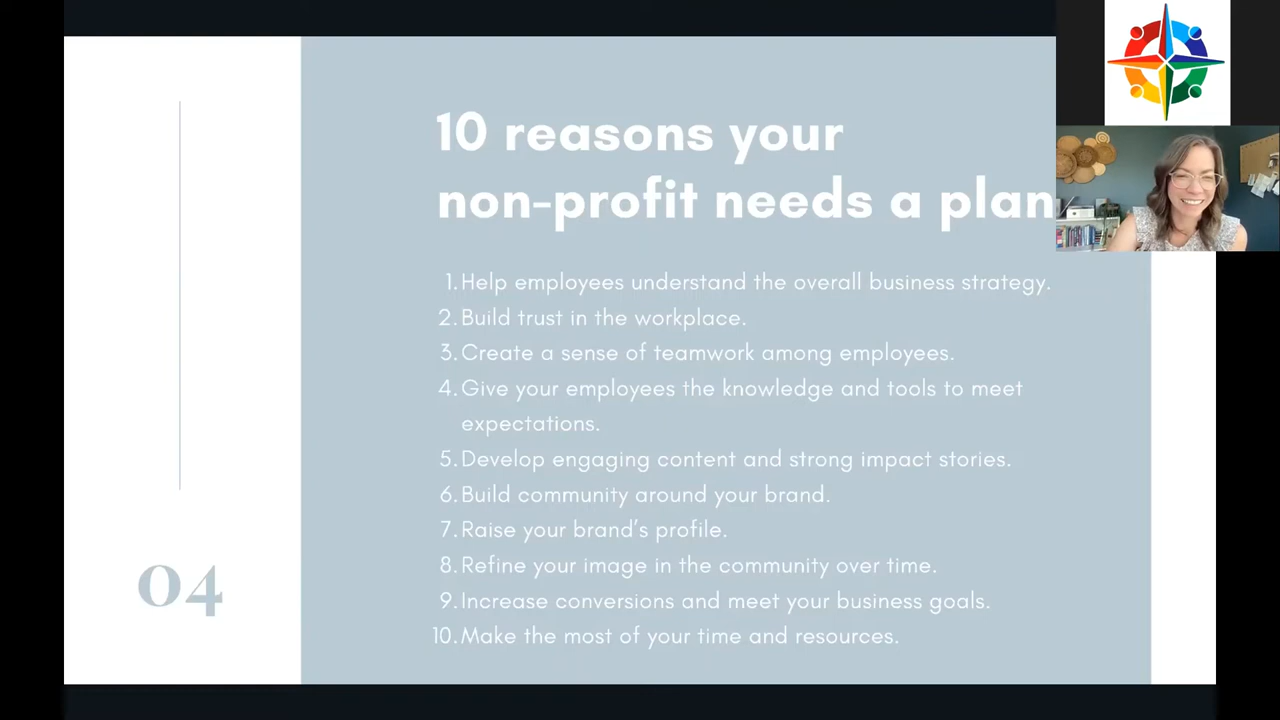 10 reasons your
non-profit needs a plan
1. Help employees understand the overall business strategy.
2. Build trust in the workplace.
3. Create a sense of teamwork among employees.
4. Give your employees the knowledge and tools to meet
expectations.
5. Develop engaging content and strong impact stories.
6. Build community around your brand.
7. Raise your brand's profile.
8. Refine your image in the community over time.
9. Increase conversions and meet your business goals.
10. Make the most of your time and resources.
04